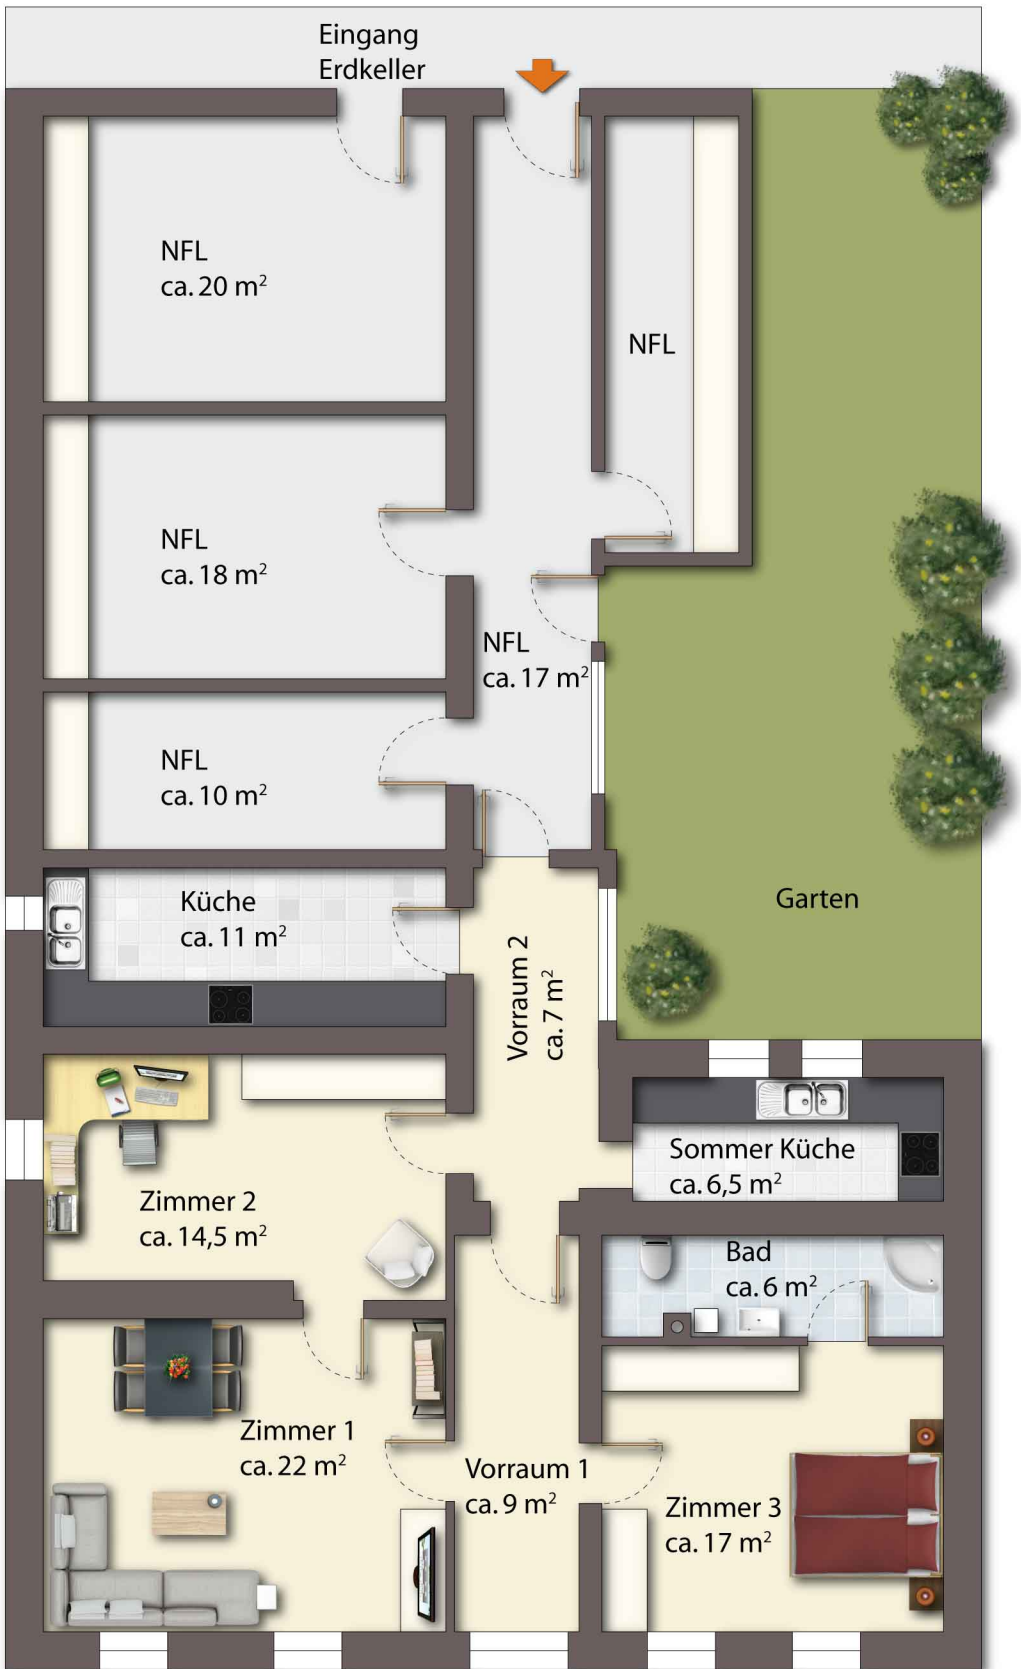 Eingang
Erdkeller
NFL
ca. 20 m²
NFL
NFL
ca. 18 m²
NFL
ca. 17 m²
NFL
ca. 10 m²
Küche
ca. 11 m²
Garten
Vorraum 2
ca. 7 m²
Sommer Küche
ca. 6,5 m²
Zimmer 2
ca. 14,5 m²
Bad
ca. 6 m²
Zimmer 1
ca. 22 m²
Vorraum 1
ca. 9 m²
Zimmer 3
ca. 17 m²